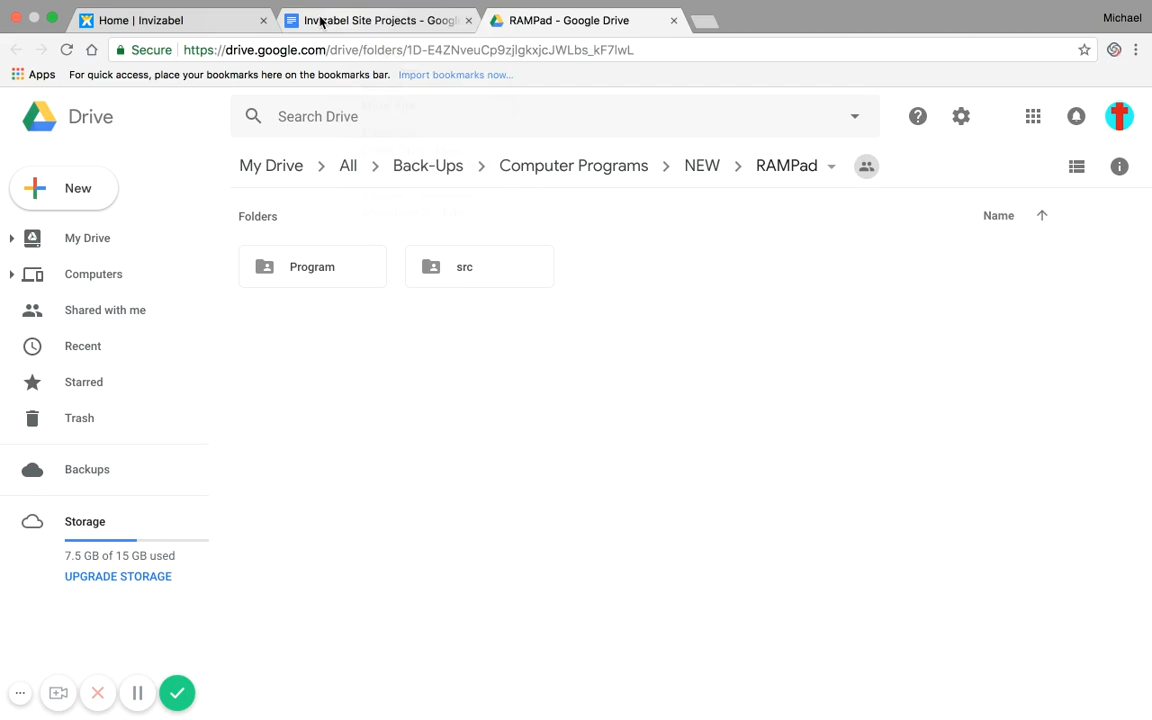 Home | Invizabel
Invizabel Site Projects - Googl
RAMPad - Google Drive
Michael
Secure
https://drive.google.com/drive/folders/1D-E4ZNveuCp9zjlgkxjcJWLbs_kF7lwL
Apps
For quick access, place your bookmarks here on the bookmarks bar. Import bookmarks now...
Drive
Search Drive
My Drive > All > Back-Ups > Computer Programs > NEW > RAMPad
New
Folders
Name
Program
src
My Drive
Computers
Shared with me
Recent
Starred
Trash
Backups
Storage
7.5 GB of 15 GB used
UPGRADE STORAGE